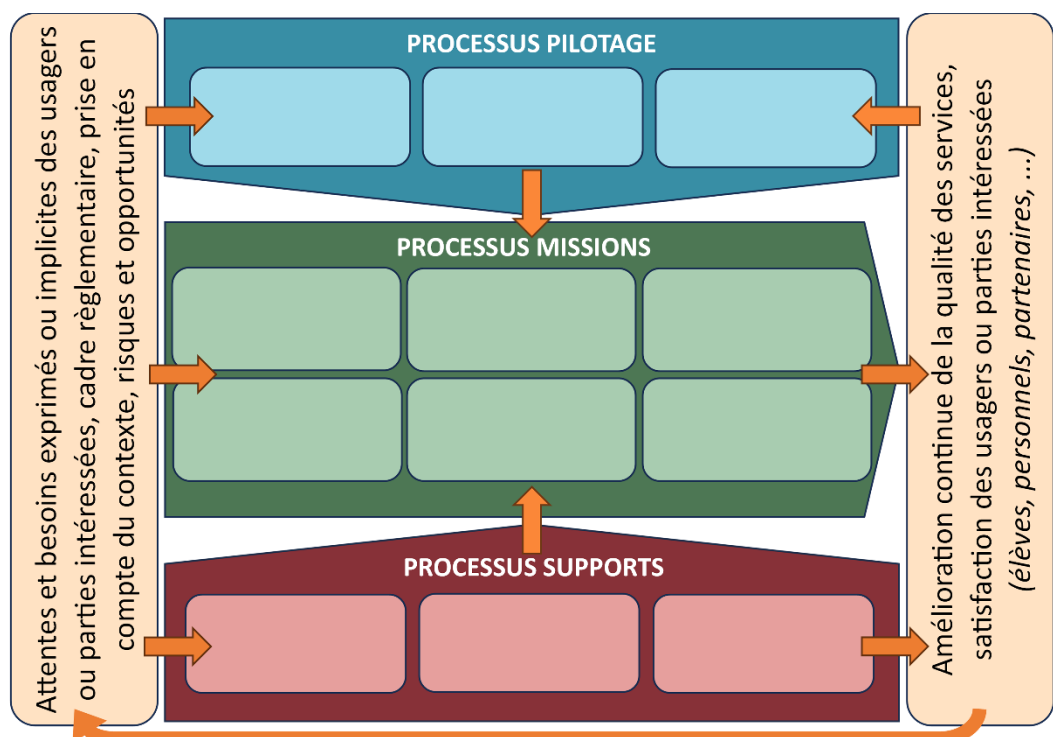 Attentes et besoins exprimés ou implicites des usagers
ou parties intéressées, cadre règlementaire, prise en
compte du contexte, risques et opportunités
PROCESSUS PILOTAGE
PROCESSUS MISSIONS
PROCESSUS SUPPORTS
Amélioration continue de la qualité des services,
satisfaction des usagers ou parties intéressées
(élèves, personnels, partenaires, ...)